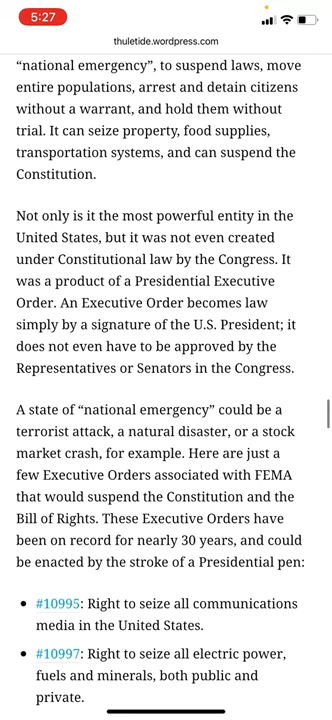 5:27
thuletide.wordpress.com
“national emergency”, to suspend laws, move
entire populations, arrest and detain citizens
without a warrant, and hold them without
trial. It can seize property, food supplies,
transportation systems, and can suspend the
Constitution.
Not only is it the most powerful entity in the
United States, but it was not even created
under Constitutional law by the Congress. It
was a product of a Presidential Executive
Order. An Executive Order becomes law
simply by a signature of the U.S. President; it
does not even have to be approved by the
Representatives or Senators in the Congress.
A state of “national emergency” could be a
terrorist attack, a natural disaster, or a stock
market crash, for example. Here are just a
few Executive Orders associated with FEMA
that would suspend the Constitution and the
Bill of Rights. These Executive Orders have
been on record for nearly 30 years, and could
be enacted by the stroke of a Presidential pen:
• #10995: Right to seize all communications
media in the United States.
• #10997: Right to seize all electric power,
fuels and minerals, both public and
private.